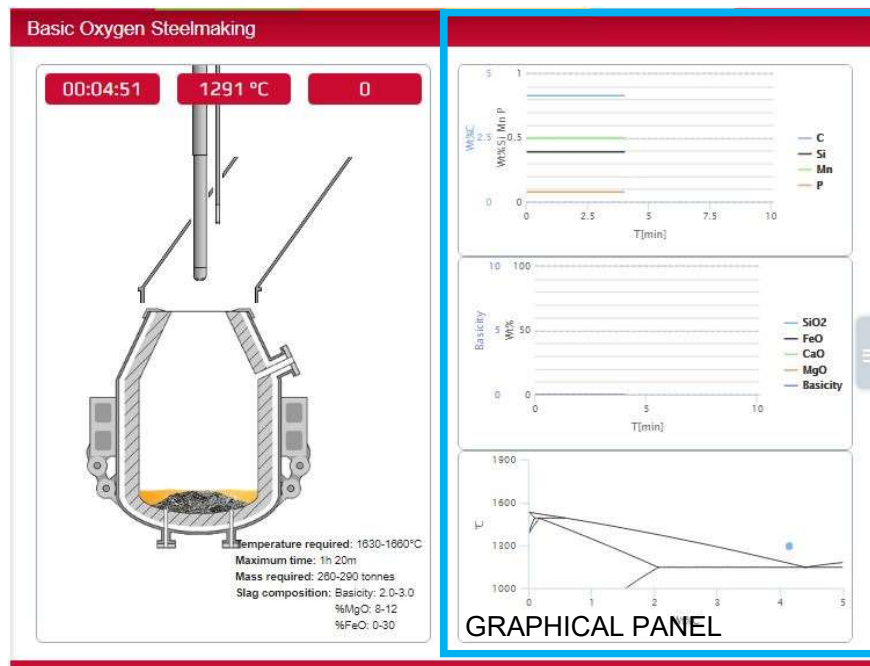 Basic Oxygen Steelmaking
00:04:51
1291 ºC
0
Temperature required: 1630-1660°C
Maximum time: 1h 20m
Mass required: 260-290 tonnes
Slag composition: Basicity: 2.0-3.0
%MgO: 8-12
%FeO: 0-30
5 1
Wt%C
Wt% Si Mn P
2.5 0.5
0 0
0 2.5 5 7.5 10
T[min]
C
Si
Mn
P
10 100
Basicity
Wt%
5 50
0 0
0 5 10
T[min]
SiO2
FeO
CaO
MgO
Basicity
1900
1600
℃
1300
1000
0 1 2 3 4 5
GRAPHICAL PANEL